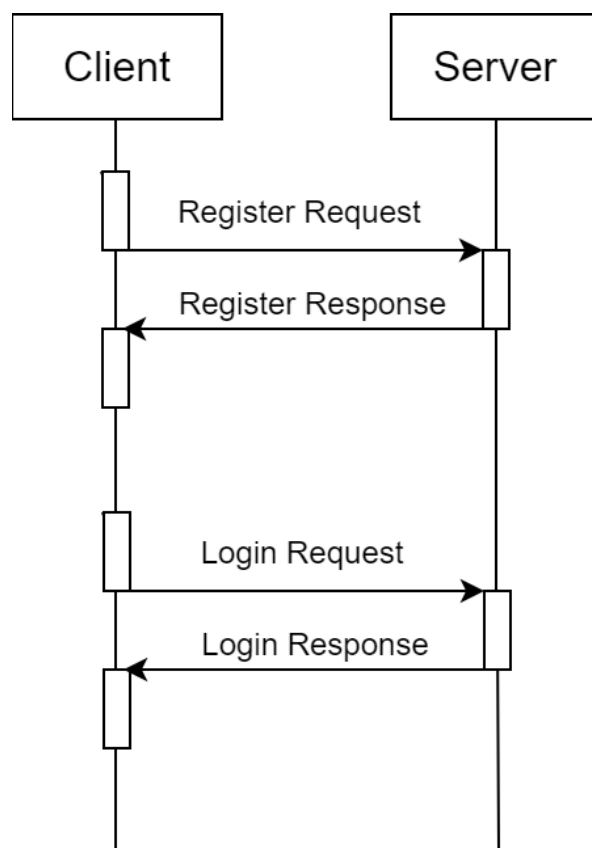 Client
Server
Register Request
Register Response
Login Request
Login Response